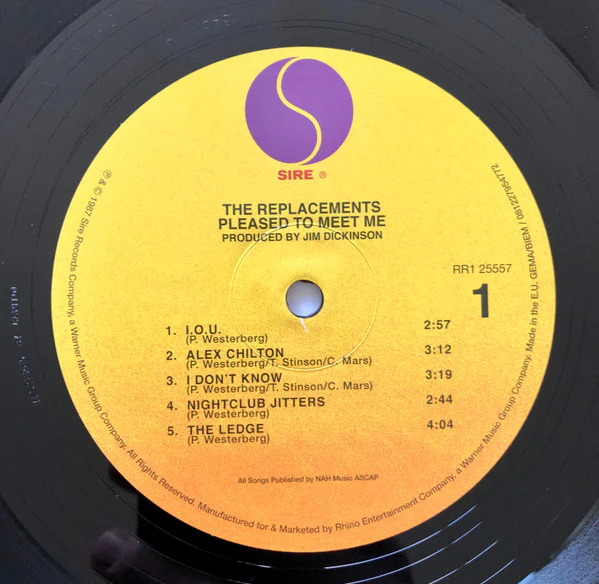 SIRE ®
THE REPLACEMENTS
PLEASED TO MEET ME
PRODUCED BY JIM DICKINSON
RR1 25557
1
1. I.O.U. 2:57
(P. Westerberg)
2. ALEX CHILTON 3:12
(P. Westerberg/T. Stinson/C. Mars)
3. I DON'T KNOW 3:19
(P. Westerberg/T. Stinson/C. Mars)
4. NIGHTCLUB JITTERS 2:44
(P. Westerberg)
5. THE LEDGE 4:04
(P. Westerberg)
All Songs Published by NAH Music ASCAP
℗ & © 1987 Sire Records Company, a Warner Music Group Company. All Rights Reserved. Manufactured for & Marketed by Rhino Entertainment Company, a Warner Music Group Company. Made in the E.U. GEMA/BIEM / 081227954772